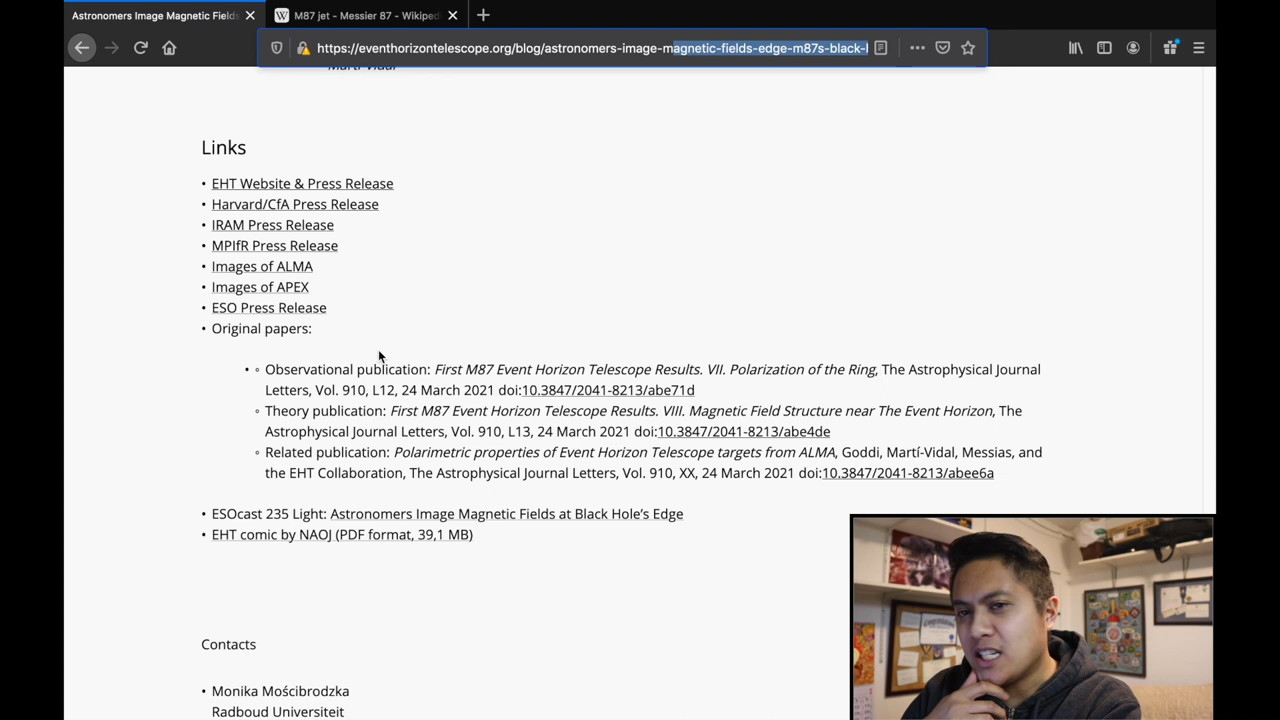 Astronomers Image Magnetic Fields
M87 jet - Messier 87 - Wikiped
https://eventhorizontelescope.org/blog/astronomers-image-magnetic-fields-edge-m87s-black-h
Martí-Vidal
Links
• EHT Website & Press Release
• Harvard/CfA Press Release
• IRAM Press Release
• MPIfR Press Release
• Images of ALMA
• Images of APEX
• ESO Press Release
• Original papers:
• ◦ Observational publication: First M87 Event Horizon Telescope Results. VII. Polarization of the Ring, The Astrophysical Journal
Letters, Vol. 910, L12, 24 March 2021 doi:10.3847/2041-8213/abe71d
◦ Theory publication: First M87 Event Horizon Telescope Results. VIII. Magnetic Field Structure near The Event Horizon, The
Astrophysical Journal Letters, Vol. 910, L13, 24 March 2021 doi:10.3847/2041-8213/abe4de
◦ Related publication: Polarimetric properties of Event Horizon Telescope targets from ALMA, Goddi, Martí-Vidal, Messias, and
the EHT Collaboration, The Astrophysical Journal Letters, Vol. 910, XX, 24 March 2021 doi:10.3847/2041-8213/abee6a
• ESOcast 235 Light: Astronomers Image Magnetic Fields at Black Hole’s Edge
• EHT comic by NAOJ (PDF format, 39,1 MB)
Contacts
• Monika Mościbrodzka
Radboud Universiteit